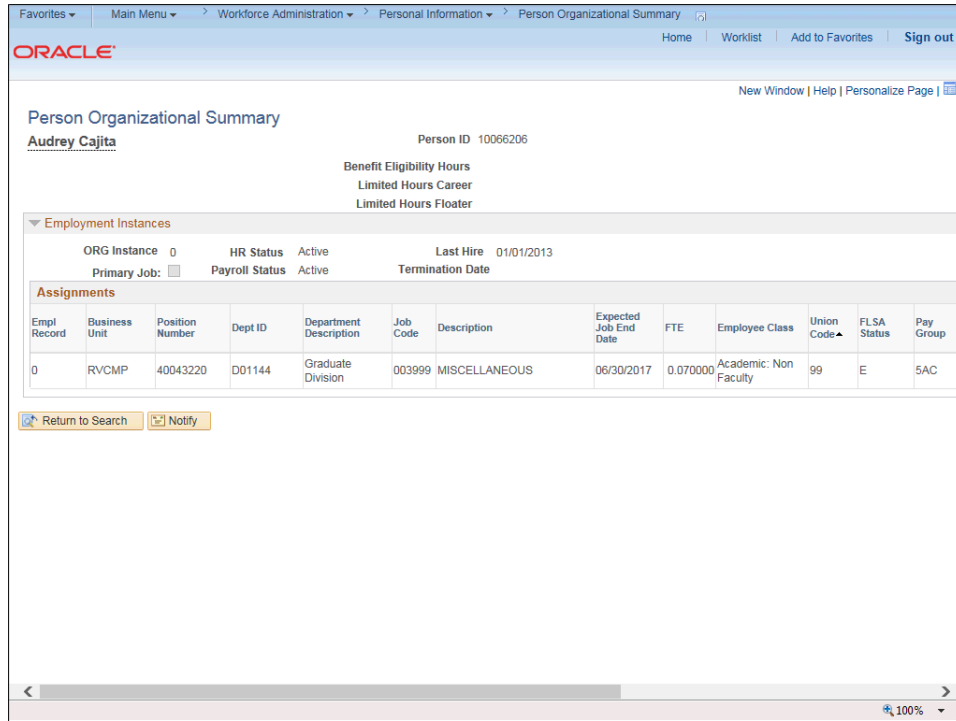 Favorites Main Menu > Workforce Administration > Personal Information > Person Organizational Summary
Home | Worklist | Add to Favorites | Sign out
ORACLE
New Window | Help | Personalize Page |
Person Organizational Summary
Audrey Cajita Person ID 10066206
Benefit Eligibility Hours
Limited Hours Career
Limited Hours Floater
Employment Instances
ORG Instance 0 HR Status Active Last Hire 01/01/2013
Primary Job: Payroll Status Active Termination Date
Assignments
Empl Record Business Unit Position Number Dept ID Department Description Job Code Description Expected Job End Date FTE Employee Class Union Code FLSA Status Pay Group
0 RVCMP 40043220 D01144 Graduate Division 003999 MISCELLANEOUS 06/30/2017 0.070000 Academic: Non Faculty 99 E 5AC
Return to Search Notify
100%